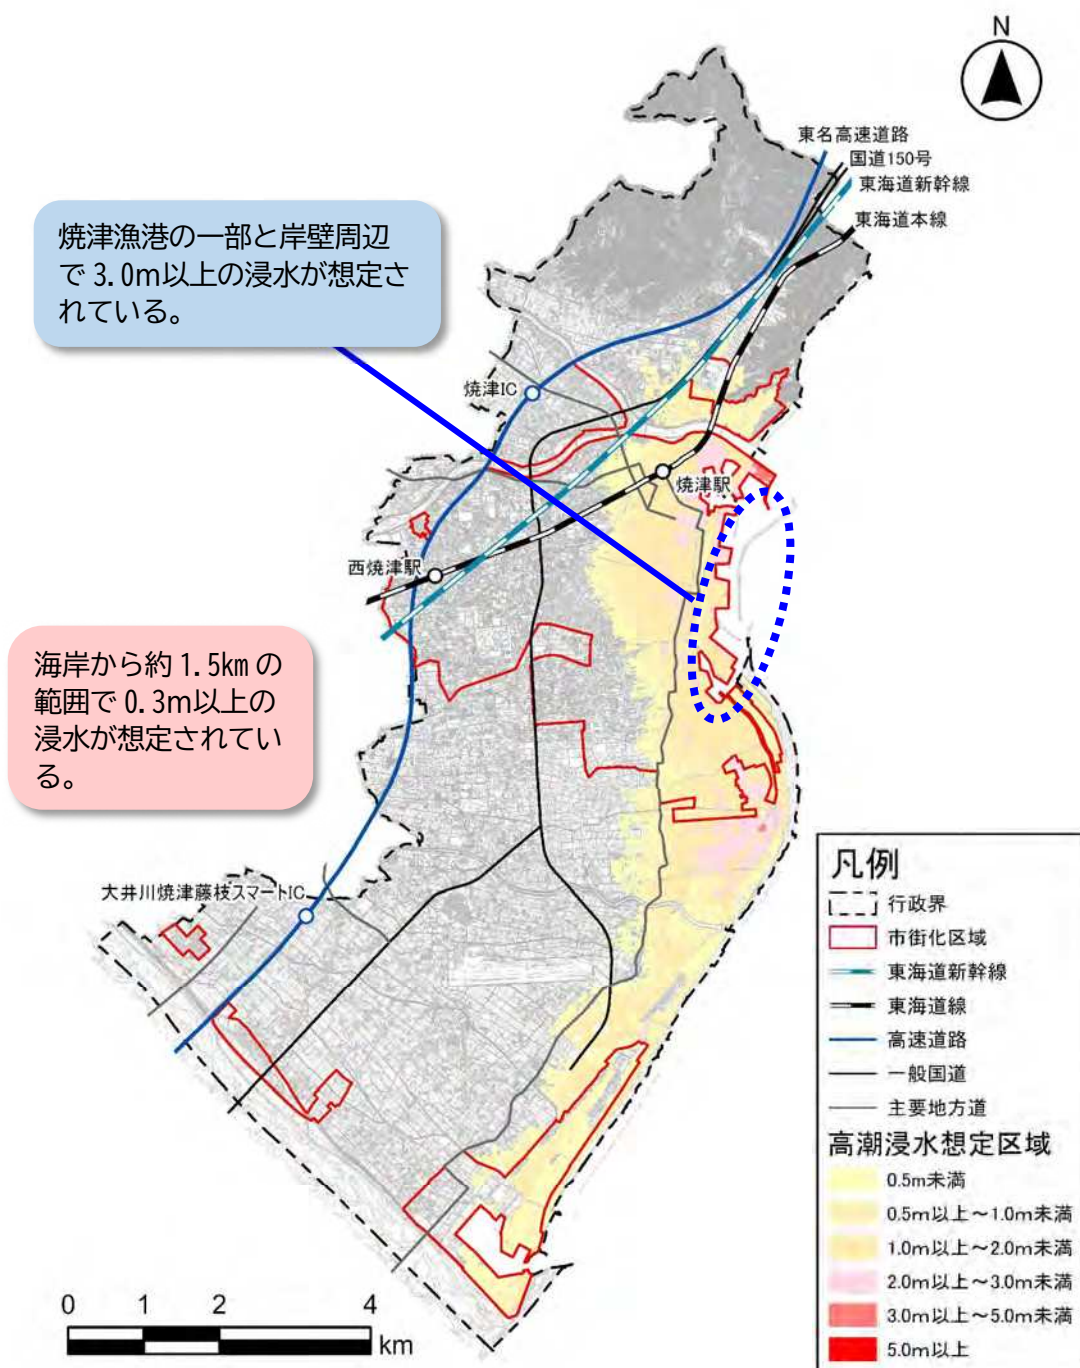 N
東名高速道路
国道150号
東海道新幹線
東海道本線
焼津漁港の一部と岸壁周辺
で3.0m以上の浸水が想定さ
れている。
焼津IC
焼津駅
西焼津駅
海岸から約1.5kmの
範囲で0.3m以上の
浸水が想定されてい
る。
大井川焼津藤枝スマートIC
凡例
行政界
市街化区域
東海道新幹線
東海道線
高速道路
一般国道
主要地方道
高潮浸水想定区域
0.5m未満
0.5m以上～1.0m未満
1.0m以上～2.0m未満
2.0m以上～3.0m未満
3.0m以上～5.0m未満
5.0m以上
0 1 2 4
km